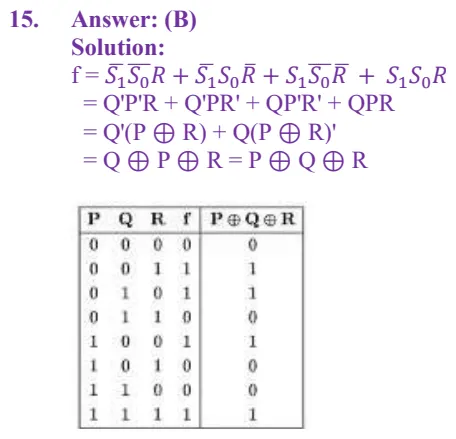 15. Answer: (B)
Solution:
f = S̅₁S̅₀R + S̅₁S₀R̅ + S₁S̅₀R̅ + S₁S₀R
= Q'P'R + Q'PR' + QP'R' + QPR
= Q'(P ⊕ R) + Q(P ⊕ R)'
= Q ⊕ P ⊕ R = P ⊕ Q ⊕ R
P Q R f P⊕Q⊕R
0 0 0 0 0
0 0 1 1 1
0 1 0 1 1
0 1 1 0 0
1 0 0 1 1
1 0 1 0 0
1 1 0 0 0
1 1 1 1 1